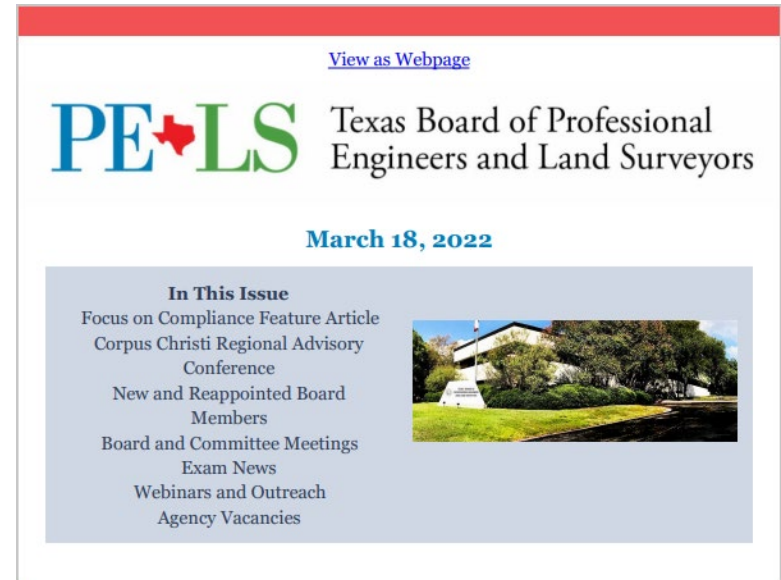 View as Webpage
PE LS
Texas Board of Professional
Engineers and Land Surveyors
March 18, 2022
In This Issue
Focus on Compliance Feature Article
Corpus Christi Regional Advisory
Conference
New and Reappointed Board
Members
Board and Committee Meetings
Exam News
Webinars and Outreach
Agency Vacancies